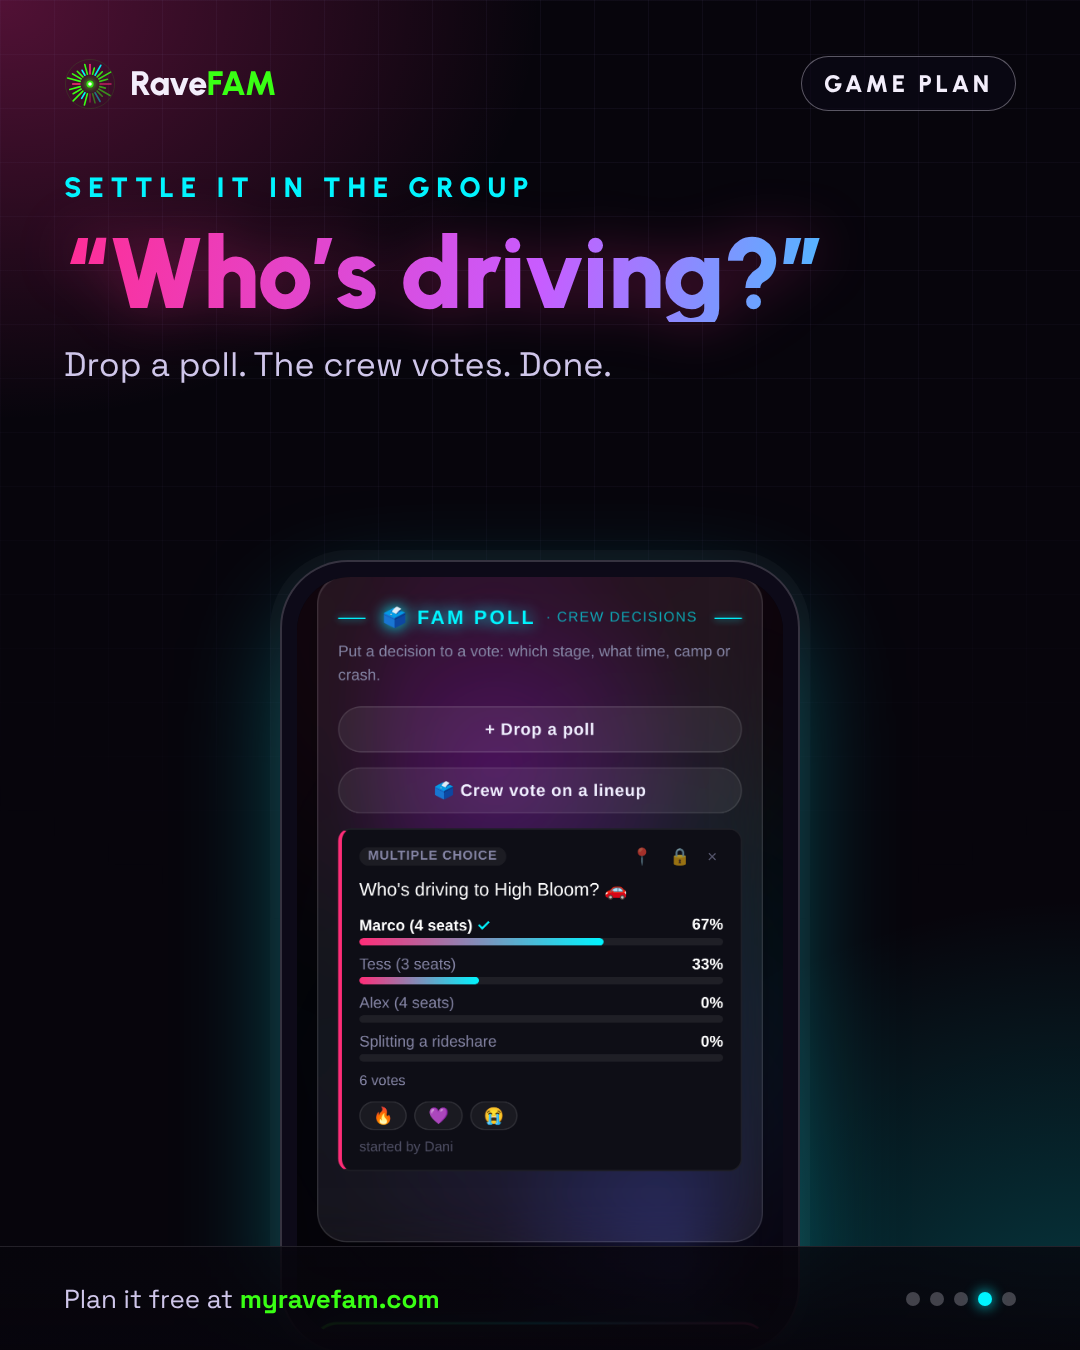 RaveFAM
GAME PLAN
SETTLE IT IN THE GROUP
“Who’s driving?”
Drop a poll. The crew votes. Done.
🗳️ FAM POLL · CREW DECISIONS
Put a decision to a vote: which stage, what time, camp or
crash.
+ Drop a poll
🗳️ Crew vote on a lineup
MULTIPLE CHOICE 📍 🔒 ×
Who's driving to High Bloom? 🚗
Marco (4 seats) ✓ 67%
Tess (3 seats) 33%
Alex (4 seats) 0%
Splitting a rideshare 0%
6 votes
🔥 💜 😭
started by Dani
Plan it free at myravefam.com